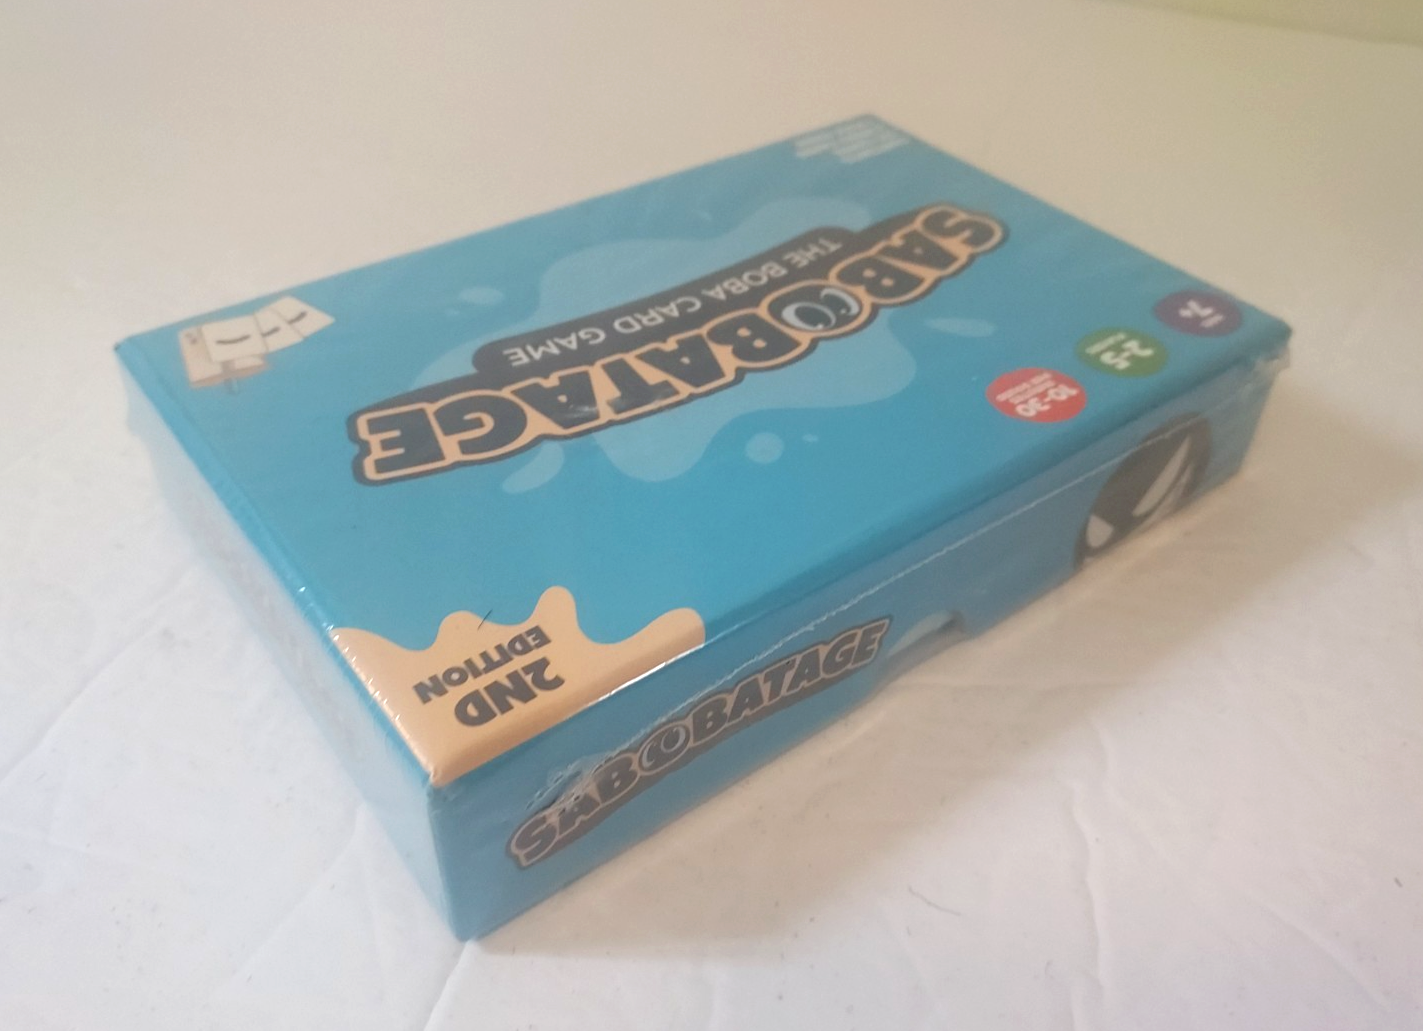 SABOBATAGE
THE BOBA CARD GAME
7+
2-5
10-30
2ND
EDITION
SABOBATAGE